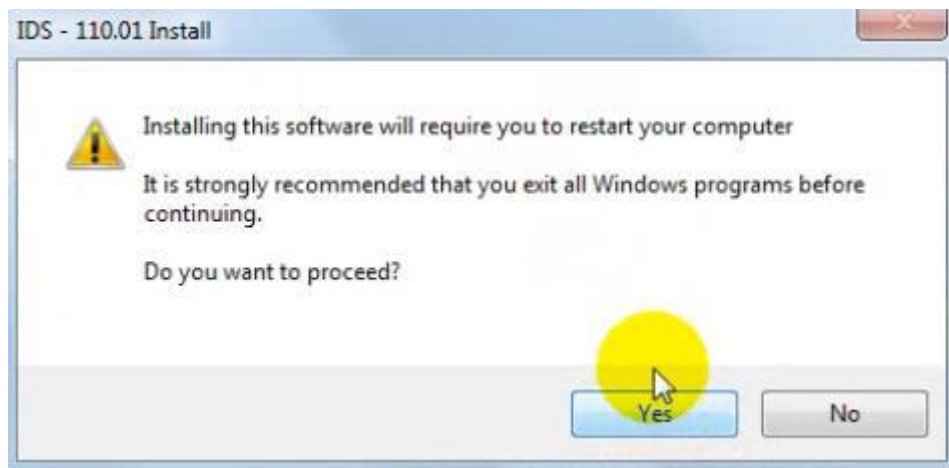 IDS - 110.01 Install
Installing this software will require you to restart your computer
It is strongly recommended that you exit all Windows programs before
continuing.
Do you want to proceed?
Yes
No